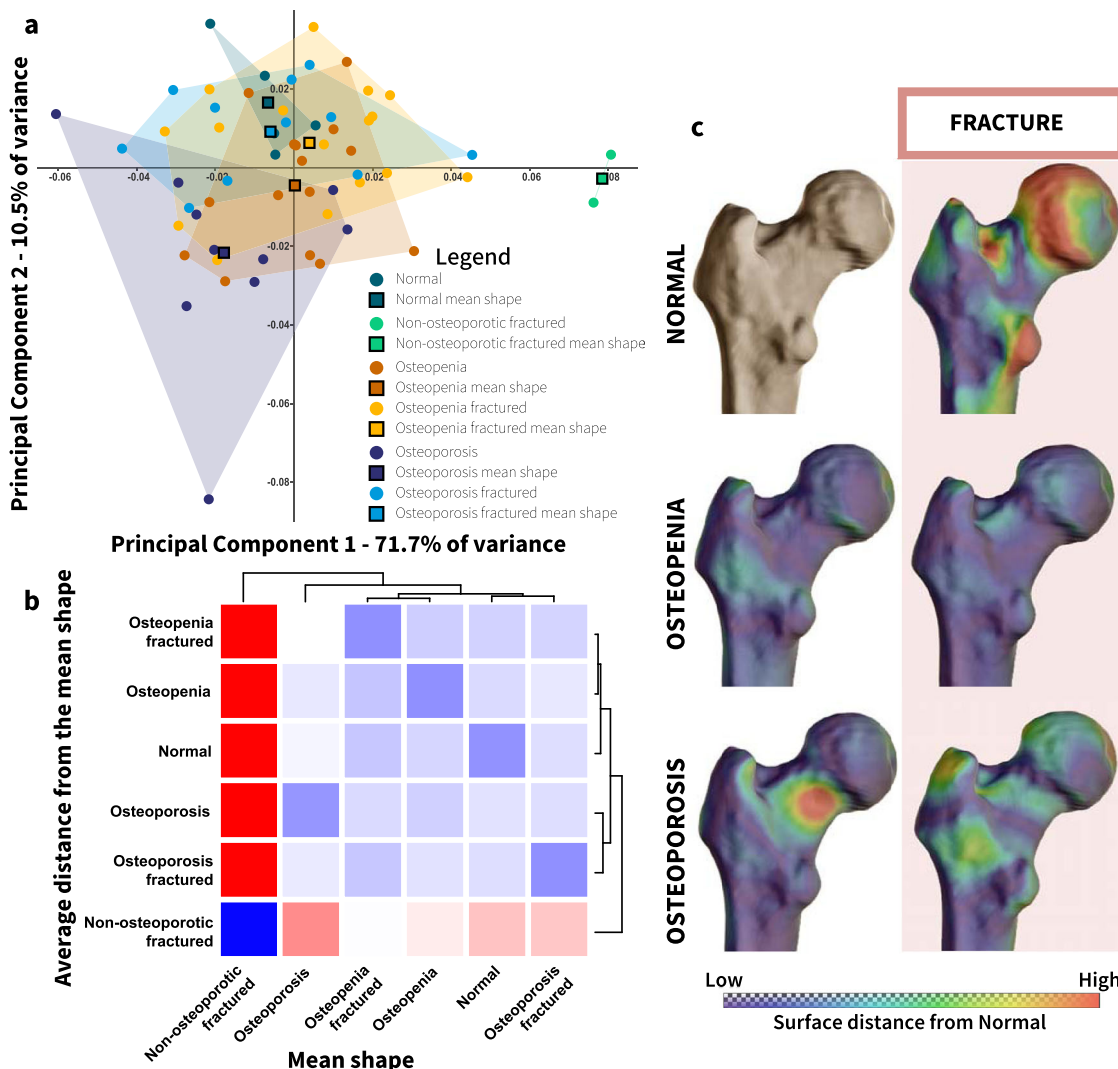 a
Principal Component 2 - 10.5% of variance
0.02
-0.06
-0.04
-0.02
0.02
0.04
0.06
0.08
-0.02
-0.04
-0.06
-0.08
Legend
Normal
Normal mean shape
Non-osteoporotic fractured
Non-osteoporotic fractured mean shape
Osteopenia
Osteopenia mean shape
Osteopenia fractured
Osteopenia fractured mean shape
Osteoporosis
Osteoporosis mean shape
Osteoporosis fractured
Osteoporosis fractured mean shape
Principal Component 1 - 71.7% of variance
b
Average distance from the mean shape
Osteopenia
fractured
Osteopenia
Normal
Osteoporosis
Osteoporosis
fractured
Non-osteoporotic
fractured
Non-osteoporotic
fractured
Osteoporosis
Osteopenia
fractured
Osteopenia
Normal
Osteoporosis
fractured
Mean shape
c
FRACTURE
NORMAL
OSTEOPENIA
OSTEOPOROSIS
Low
High
Surface distance from Normal